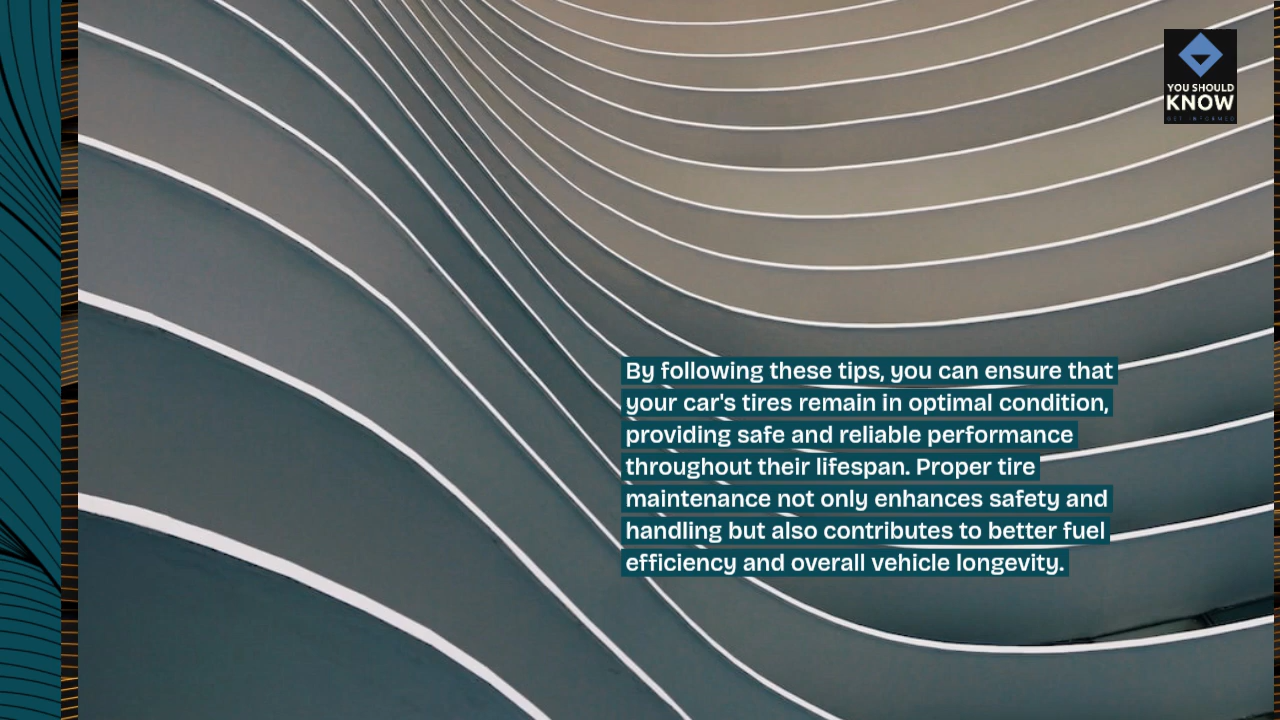 YOU SHOULD
KNOW
GET INFORMED
By following these tips, you can ensure that
your car's tires remain in optimal condition,
providing safe and reliable performance
throughout their lifespan. Proper tire
maintenance not only enhances safety and
handling but also contributes to better fuel
efficiency and overall vehicle longevity.